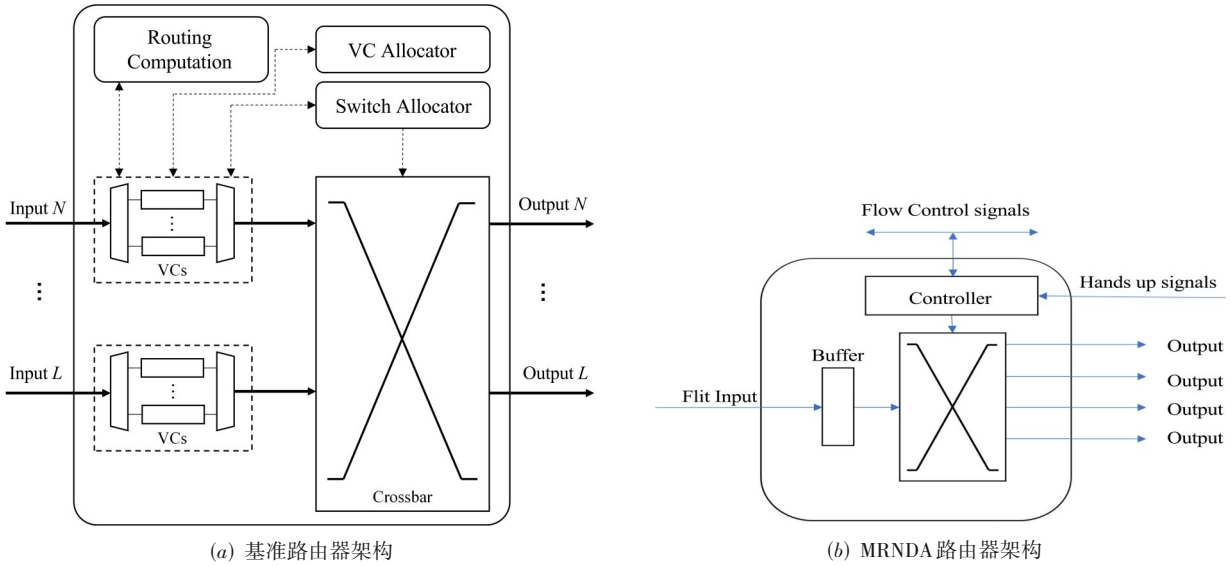 Routing
Computation
VC Allocator
Switch Allocator
Input N
VCs
Output N
⋮
⋮
⋮
Input L
VCs
⋮
Output L
Crossbar
(a) 基准路由器架构
Flow Control signals
Controller
Hands up signals
Buffer
Flit Input
Output
Output
Output
Output
(b) MRNDA路由器架构